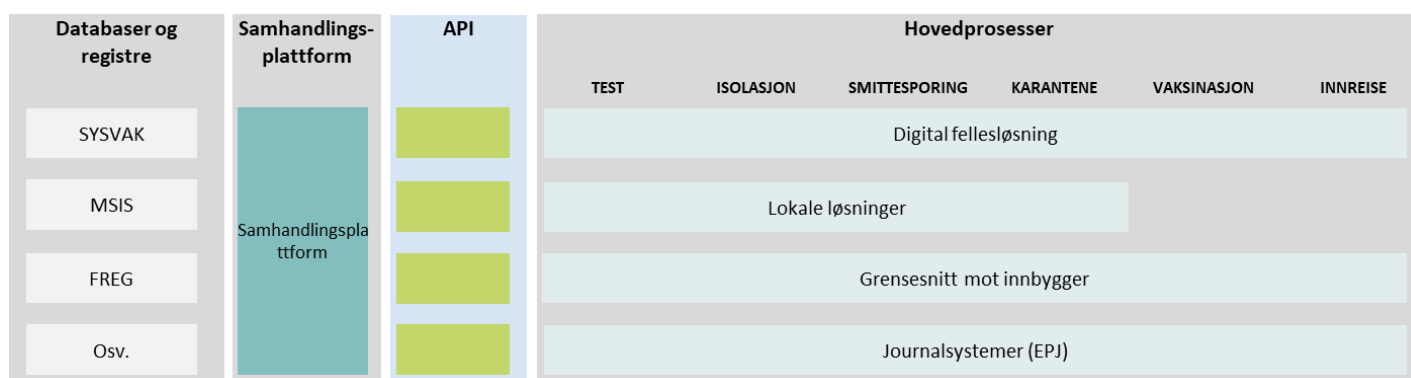 Databaser og
registre
Samhandlings-
plattform
API
Hovedprosesser
TEST
ISOLASJON
SMITTESPORING
KARANTENE
VAKSINASJON
INNREISE
SYSVAK
Digital fellesløsning
MSIS
Lokale løsninger
Samhandlingspla
ttform
FREG
Grensesnitt mot innbygger
Osv.
Journalsystemer (EPJ)